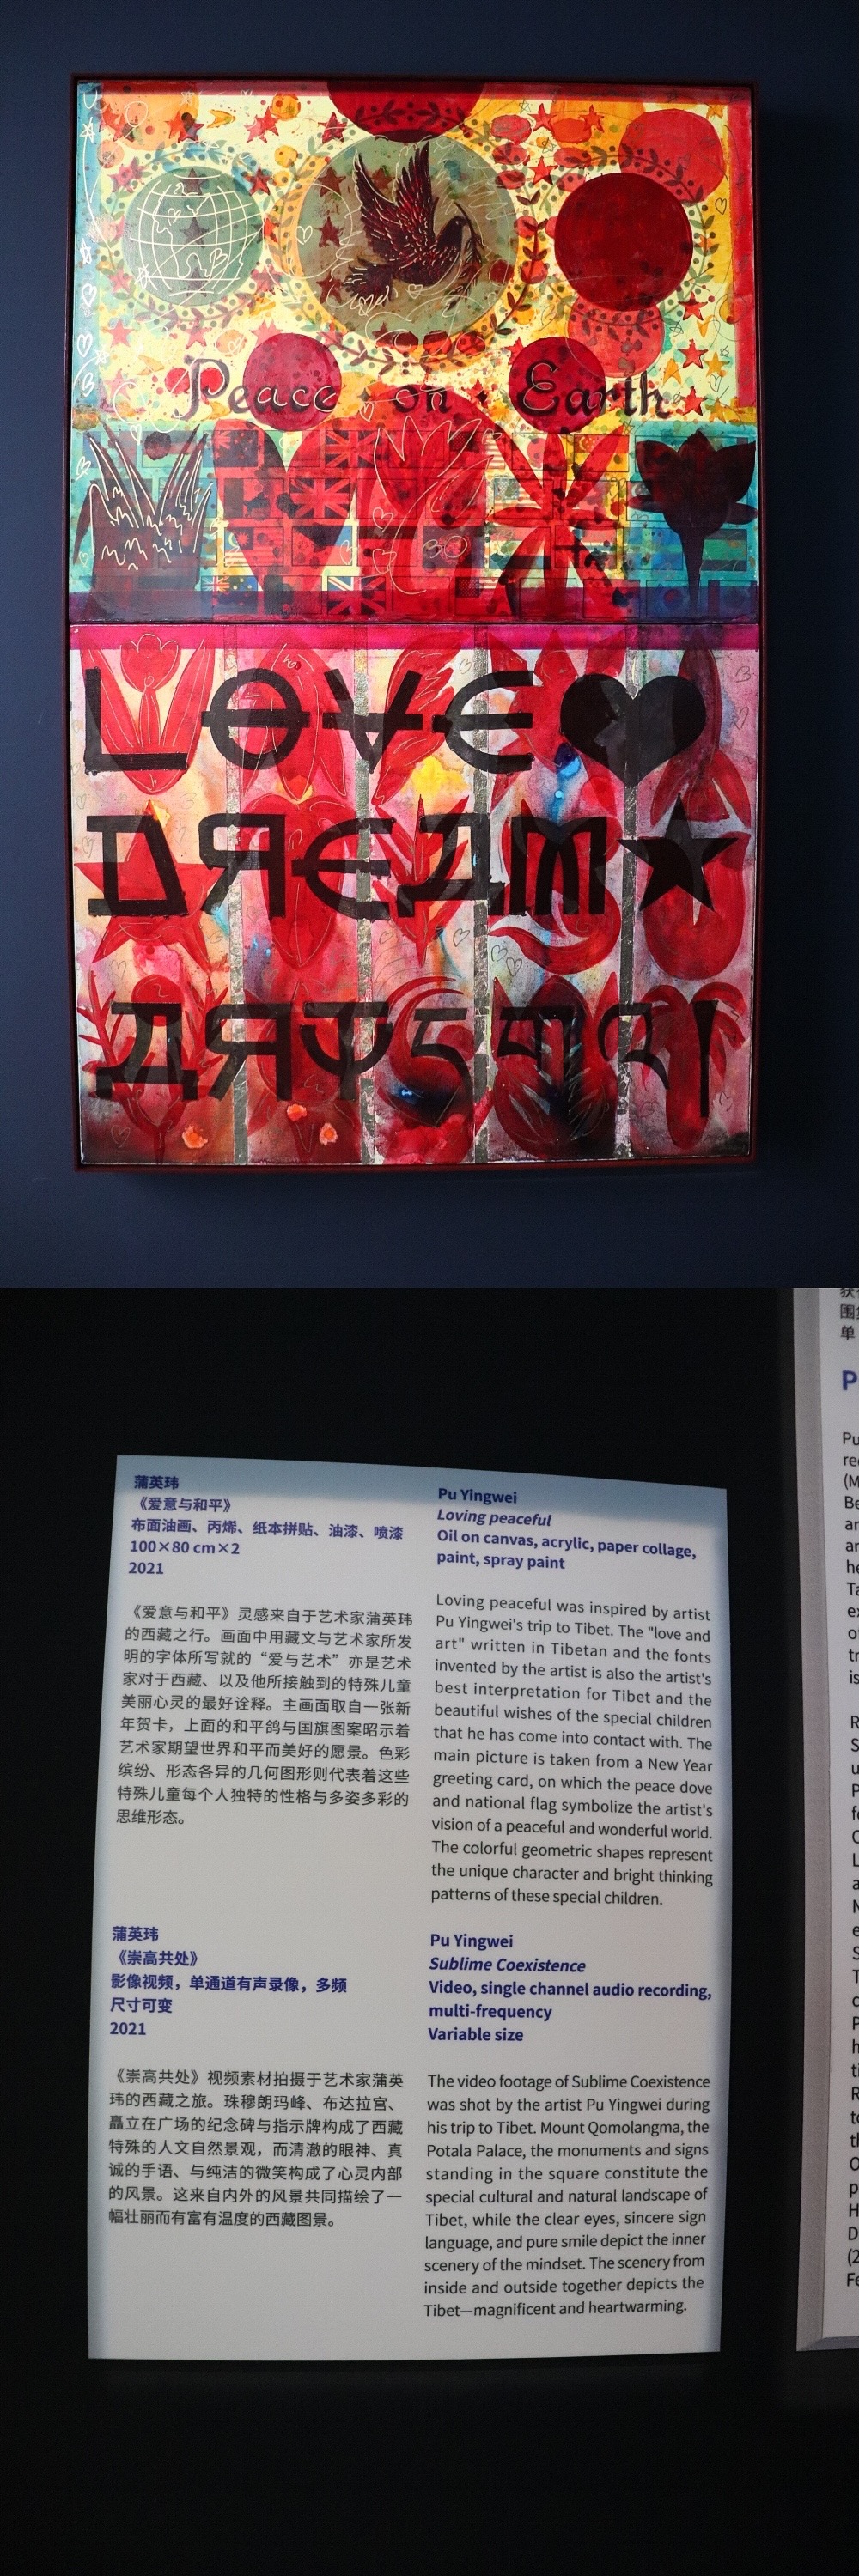 Peace · on · Earth
LOVE
DREAM
蒲英玮
《爱意与和平》
布面油画、丙烯、纸本拼贴、油漆、喷漆
100×80 cm×2
2021
《爱意与和平》灵感来自于艺术家蒲英玮
的西藏之行。画面中用藏文与艺术家所发
明的字体所写就的“爱与艺术”亦是艺术
家对于西藏、以及他所接触到的特殊儿童
美丽心灵的最好诠释。主画面取自一张新
年贺卡，上面的和平鸽与国旗图案昭示着
艺术家期望世界和平而美好的愿景。色彩
缤纷、形态各异的几何图形则代表着这些
特殊儿童每个人独特的性格与多姿多彩的
思维形态。
Pu Yingwei
Loving peaceful
Oil on canvas, acrylic, paper collage,
paint, spray paint
Loving peaceful was inspired by artist
Pu Yingwei's trip to Tibet. The "love and
art" written in Tibetan and the fonts
invented by the artist is also the artist's
best interpretation for Tibet and the
beautiful wishes of the special children
that he has come into contact with. The
main picture is taken from a New Year
greeting card, on which the peace dove
and national flag symbolize the artist's
vision of a peaceful and wonderful world.
The colorful geometric shapes represent
the unique character and bright thinking
patterns of these special children.
蒲英玮
《崇高共处》
影像视频，单通道有声录像，多频
尺寸可变
2021
《崇高共处》视频素材拍摄于艺术家蒲英
玮的西藏之旅。珠穆朗玛峰、布达拉宫、
矗立在广场的纪念碑与指示牌构成了西藏
特殊的人文自然景观，而清澈的眼神、真
诚的手语、与纯洁的微笑构成了心灵内部
的风景。这来自内外的风景共同描绘了一
幅壮丽而有富有温度的西藏图景。
Pu Yingwei
Sublime Coexistence
Video, single channel audio recording,
multi-frequency
Variable size
The video footage of Sublime Coexistence
was shot by the artist Pu Yingwei during
his trip to Tibet. Mount Qomolangma, the
Potala Palace, the monuments and signs
standing in the square constitute the
special cultural and natural landscape of
Tibet, while the clear eyes, sincere sign
language, and pure smile depict the inner
scenery of the mindset. The scenery from
inside and outside together depicts the
Tibet—magnificent and heartwarming.